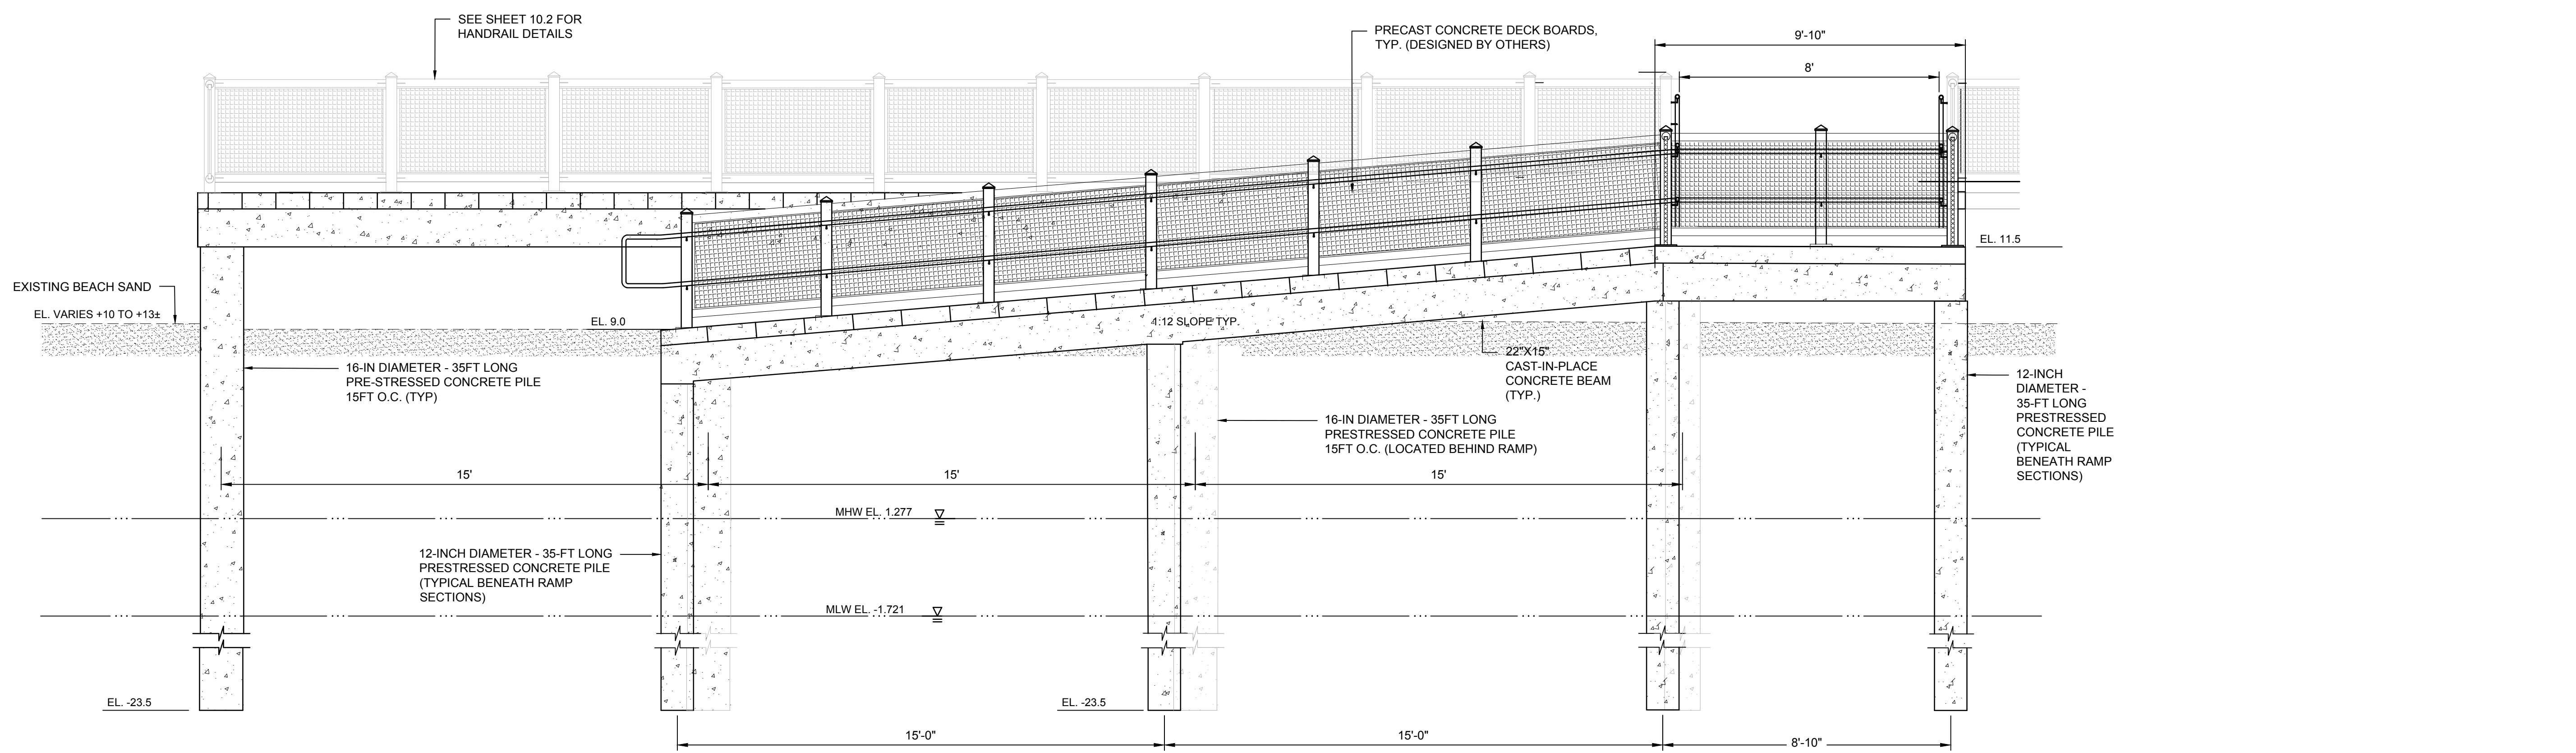 SEE SHEET 10.2 FOR
HANDRAIL DETAILS
PRECAST CONCRETE DECK BOARDS,
TYP. (DESIGNED BY OTHERS)
9'-10"
8'
EL. 11.5
EXISTING BEACH SAND
EL. VARIES +10 TO +13±
EL. 9.0
1:12 SLOPE TYP.
22"X15"
CAST-IN-PLACE
CONCRETE BEAM
(TYP.)
16-IN DIAMETER - 35FT LONG
PRE-STRESSED CONCRETE PILE
15FT O.C. (TYP)
12-INCH
DIAMETER -
35-FT LONG
PRESTRESSED
CONCRETE PILE
(TYPICAL
BENEATH RAMP
SECTIONS)
16-IN DIAMETER - 35FT LONG
PRESTRESSED CONCRETE PILE
15FT O.C. (LOCATED BEHIND RAMP)
15'
15'
15'
MHW EL. 1.277
12-INCH DIAMETER - 35-FT LONG
PRESTRESSED CONCRETE PILE
(TYPICAL BENEATH RAMP
SECTIONS)
MLW EL. -1.721
EL. -23.5
EL. -23.5
15'-0"
15'-0"
8'-10"